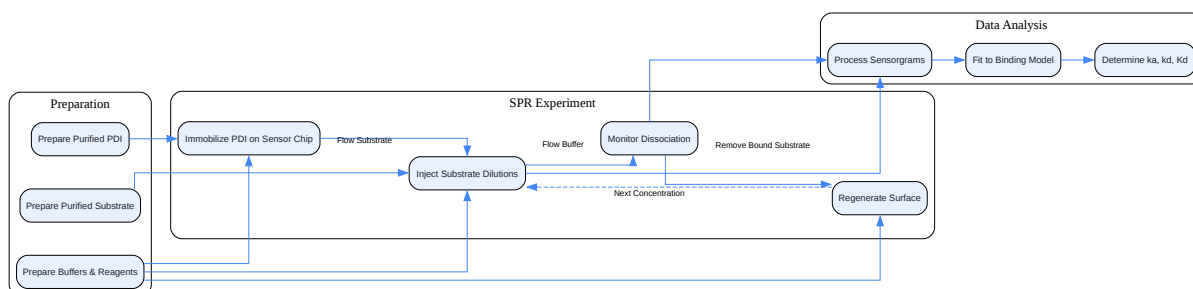 Data Analysis
Process Sensorgrams
Fit to Binding Model
Determine ka, kd, Kd
Preparation
SPR Experiment
Prepare Purified PDI
Immobilize PDI on Sensor Chip
Flow Substrate
Monitor Dissociation
Flow Buffer
Remove Bound Substrate
Inject Substrate Dilutions
Next Concentration
Prepare Purified Substrate
Regenerate Surface
Prepare Buffers & Reagents